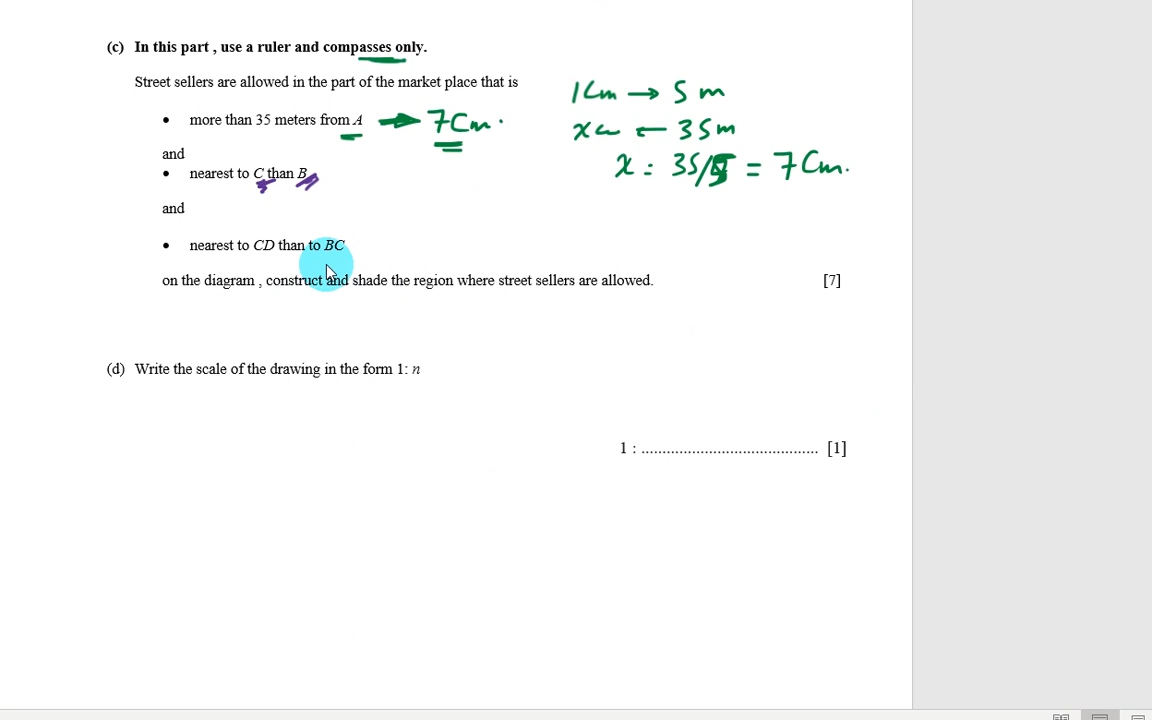 (c) In this part , use a ruler and compasses only.
Street sellers are allowed in the part of the market place that is
1Cm → 5 m
• more than 35 meters from A → 7Cm.
x ← 35m
and
x = 35/5 = 7Cm.
• nearest to C than B
and
• nearest to CD than to BC
on the diagram , construct and shade the region where street sellers are allowed. [7]
(d) Write the scale of the drawing in the form 1: n
1 : .......................................... [1]